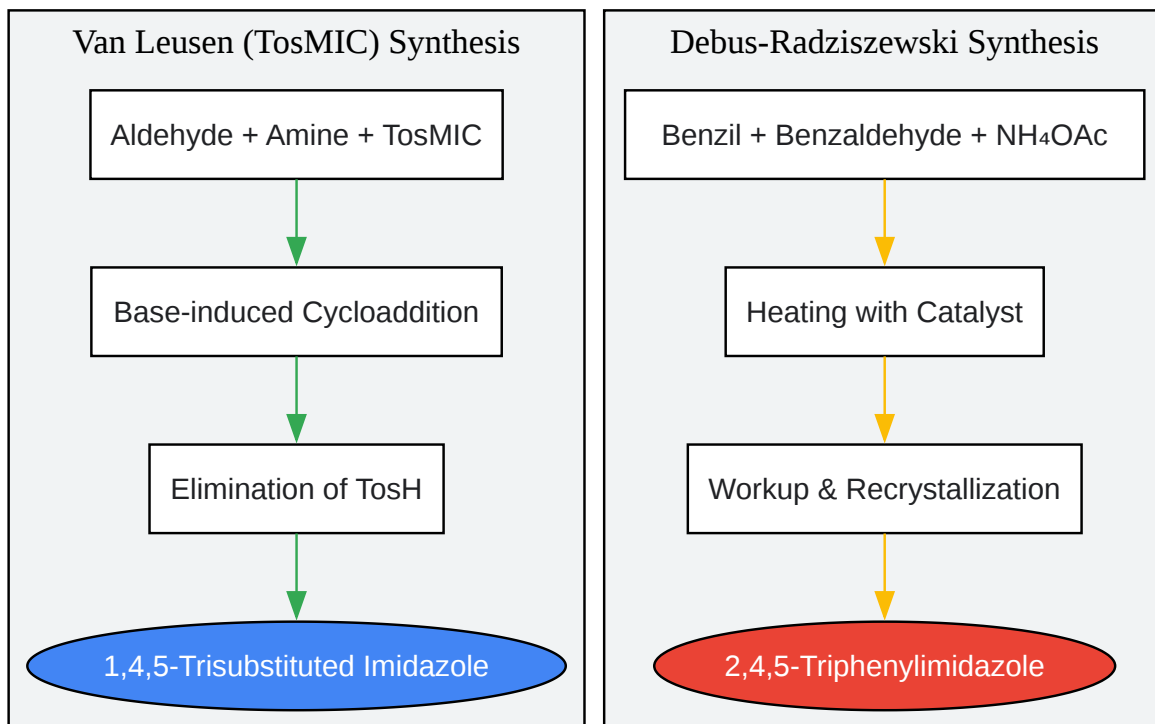 Van Leusen (TosMIC) Synthesis
Aldehyde + Amine + TosMIC
Base-induced Cycloaddition
Elimination of TosH
1,4,5-Trisubstituted Imidazole
Debus-Radziszewski Synthesis
Benzil + Benzaldehyde + NH₄OAc
Heating with Catalyst
Workup & Recrystallization
2,4,5-Triphenylimidazole